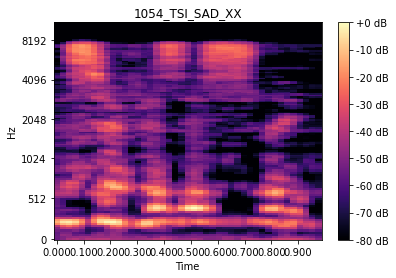 1054_TSI_SAD_XX
8192
4096
2048
1024
512
0
Hz
0.0000.1000.2000.3000.4000.5000.6000.7000.8000.900
Time
+0 dB
-10 dB
-20 dB
-30 dB
-40 dB
-50 dB
-60 dB
-70 dB
-80 dB